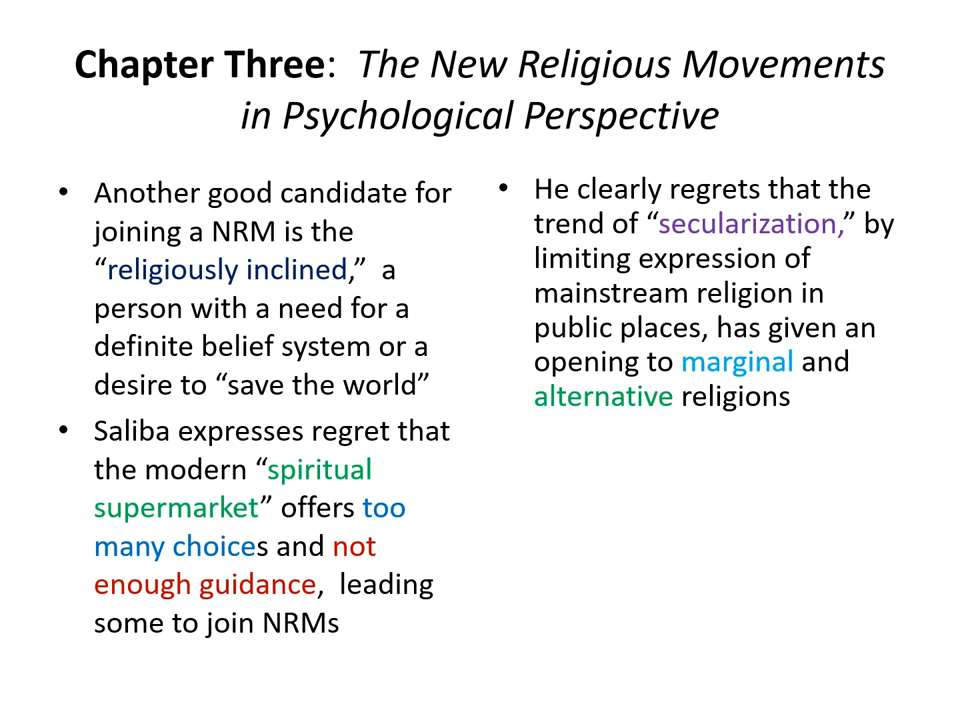 Chapter Three:  The New Religious Movements
in Psychological Perspective
• Another good candidate for
joining a NRM is the
“religiously inclined,”  a
person with a need for a
definite belief system or a
desire to “save the world”
• Saliba expresses regret that
the modern “spiritual
supermarket” offers too
many choices and not
enough guidance,  leading
some to join NRMs
• He clearly regrets that the
trend of “secularization,” by
limiting expression of
mainstream religion in
public places, has given an
opening to marginal and
alternative religions